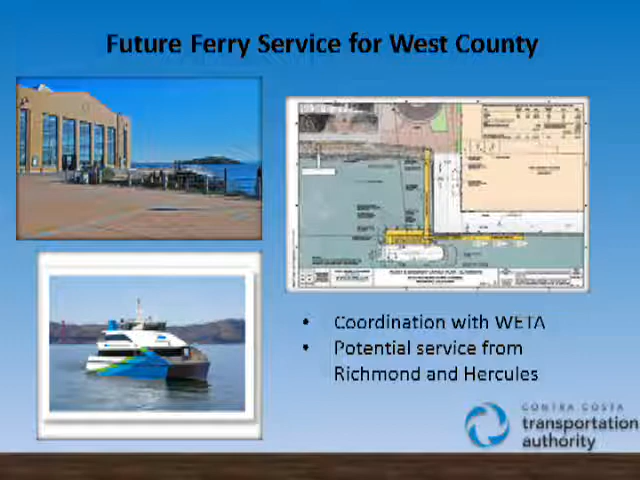 Future Ferry Service for West County
• Coordination with WETA
• Potential service from
Richmond and Hercules
CONTRA COSTA
transportation
authority